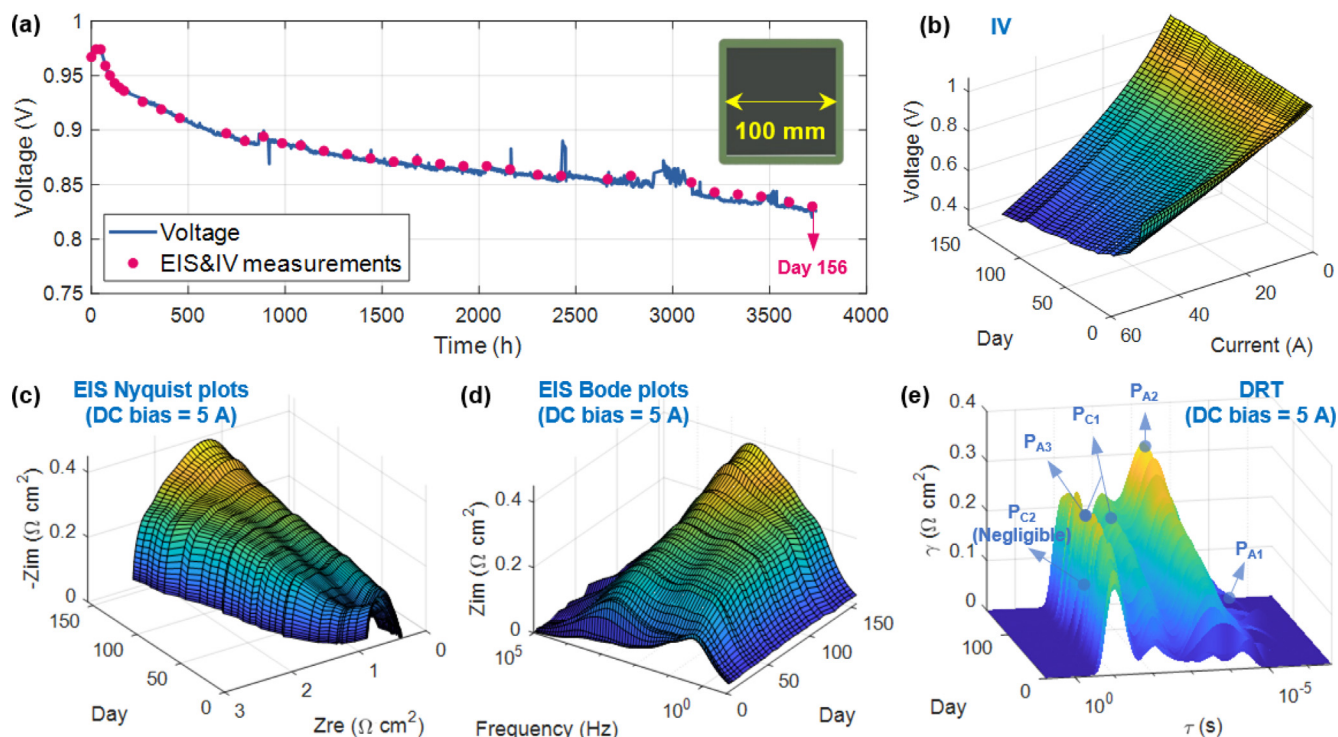 (a)
1
0.95
0.9
0.85
0.8
0.75
Voltage (V)
100 mm
Voltage
EIS&IV measurements
Day 156
0
500
1000
1500
2000
2500
3000
3500
4000
Time (h)
(b)
IV
1
0.8
0.6
0.4
Voltage (V)
150
100
50
0
Day
60
40
20
0
Current (A)
(c)
EIS Nyquist plots
(DC bias = 5 A)
0.4
0.2
0
-Zim (Ω cm²)
150
100
50
0
Day
3
2
1
0
Zre (Ω cm²)
(d)
EIS Bode plots
(DC bias = 5 A)
0.4
0.2
0
Zim (Ω cm²)
10⁵
10⁰
Frequency (Hz)
0
50
100
150
Day
(e)
DRT
(DC bias = 5 A)
0.4
0.3
0.2
0.1
0
γ (Ω cm²)
P_A2
P_C1
P_A3
P_C2
(Negligible)
P_A1
100
0
Day
10⁰
10⁻⁵
τ (s)